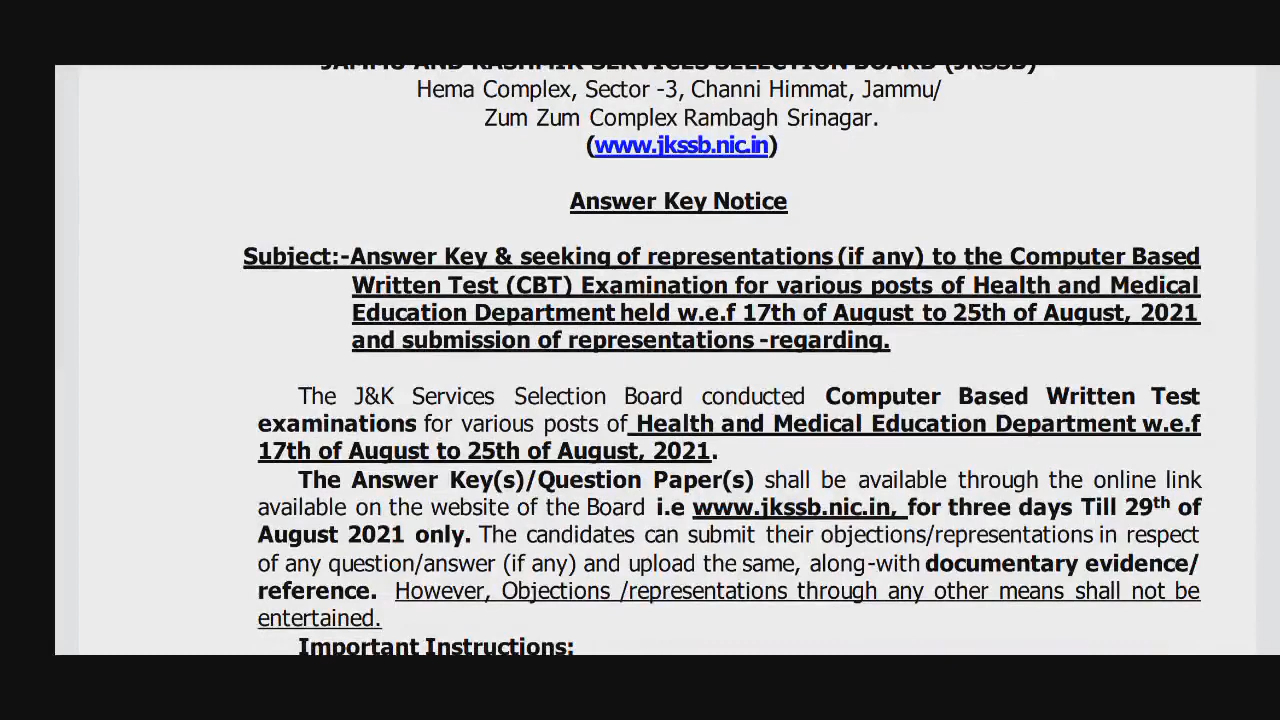 JAMMU AND KASHMIR SERVICES SELECTION BOARD (JKSSB)
Hema Complex, Sector -3, Channi Himmat, Jammu/
Zum Zum Complex Rambagh Srinagar.
(www.jkssb.nic.in)
Answer Key Notice
Subject:-Answer Key & seeking of representations (if any) to the Computer Based
Written Test (CBT) Examination for various posts of Health and Medical
Education Department held w.e.f 17th of August to 25th of August, 2021
and submission of representations -regarding.
The J&K Services Selection Board conducted Computer Based Written Test
examinations for various posts of Health and Medical Education Department w.e.f
17th of August to 25th of August, 2021.
The Answer Key(s)/Question Paper(s) shall be available through the online link
available on the website of the Board i.e www.jkssb.nic.in, for three days Till 29th of
August 2021 only. The candidates can submit their objections/representations in respect
of any question/answer (if any) and upload the same, along-with documentary evidence/
reference. However, Objections /representations through any other means shall not be
entertained.
Important Instructions: